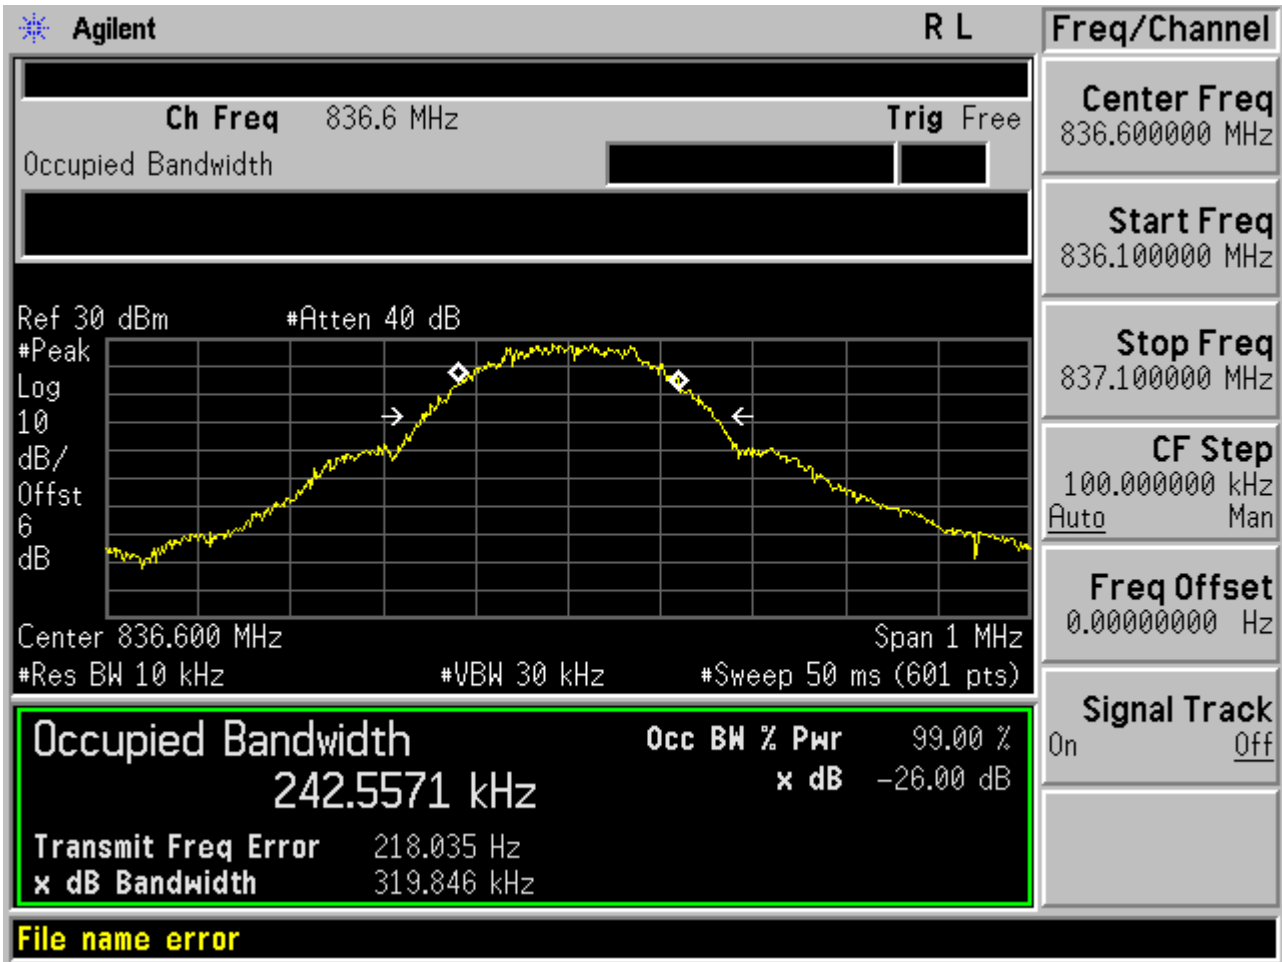 Agilent R L Freq/Channel
Ch Freq 836.6 MHz Trig Free
Occupied Bandwidth
Center Freq
836.600000 MHz
Start Freq
836.100000 MHz
Stop Freq
837.100000 MHz
CF Step
100.000000 kHz
Auto Man
Freq Offset
0.00000000 Hz
Signal Track
On Off
Ref 30 dBm #Atten 40 dB
#Peak
Log
10
dB/
Offst
6
dB
Center 836.600 MHz Span 1 MHz
#Res BW 10 kHz #VBW 30 kHz #Sweep 50 ms (601 pts)
Occupied Bandwidth
242.5571 kHz
Occ BW % Pwr 99.00 %
x dB -26.00 dB
Transmit Freq Error 218.035 Hz
x dB Bandwidth 319.846 kHz
File name error